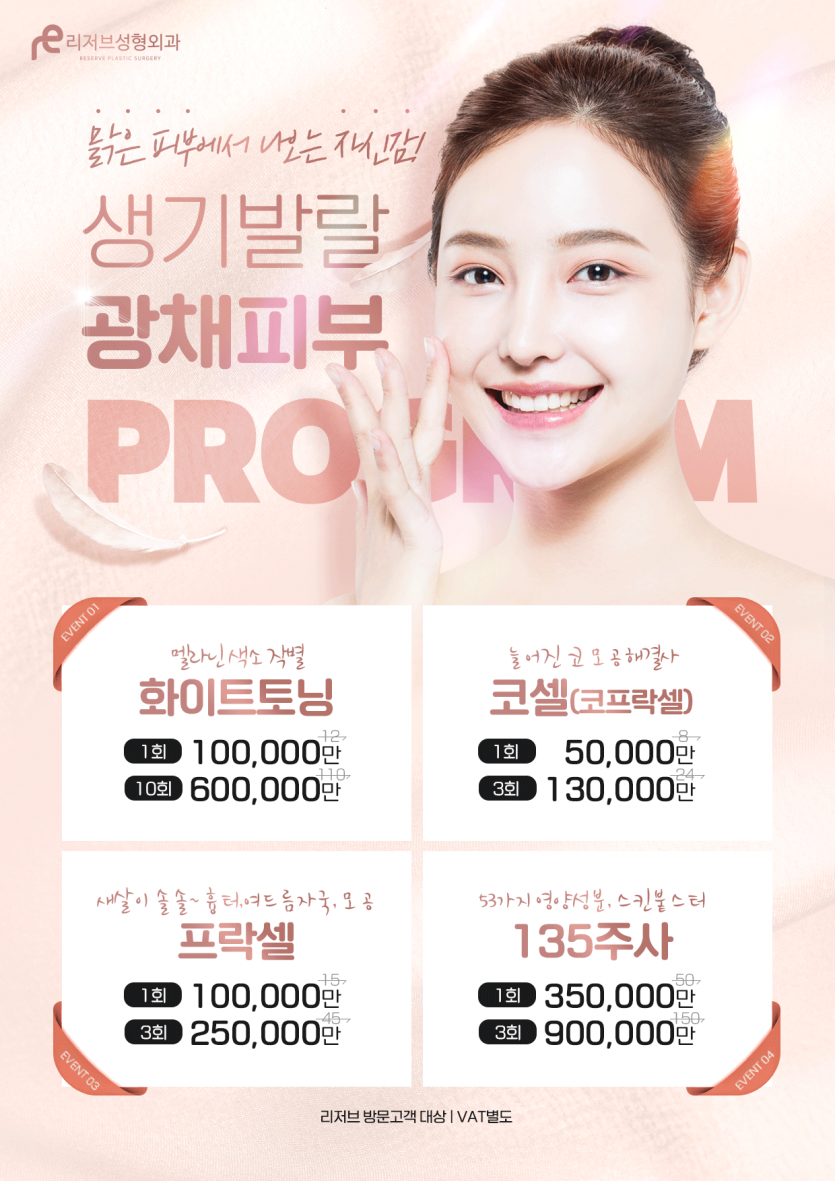 리저브성형외과
RESERVE PLASTIC SURGERY
맑은 피부에서 나오는 자신감!
생기발랄
광채피부
PROGRAM
EVENT 01
멜라닌 색소 작별
화이트토닝
12
1회 100,000만
110
10회 600,000만
EVENT 02
늘어진 코 모공 해결사
코셀(코프락셀)
8
1회 50,000만
24
3회 130,000만
새살이 솔솔~ 흉터,여드름자국, 모공
프락셀
15
1회 100,000만
45
3회 250,000만
EVENT 03
53가지 영양성분, 스킨붙스터
135주사
50
1회 350,000만
150
3회 900,000만
EVENT 04
리저브 방문고객 대상 | VAT별도